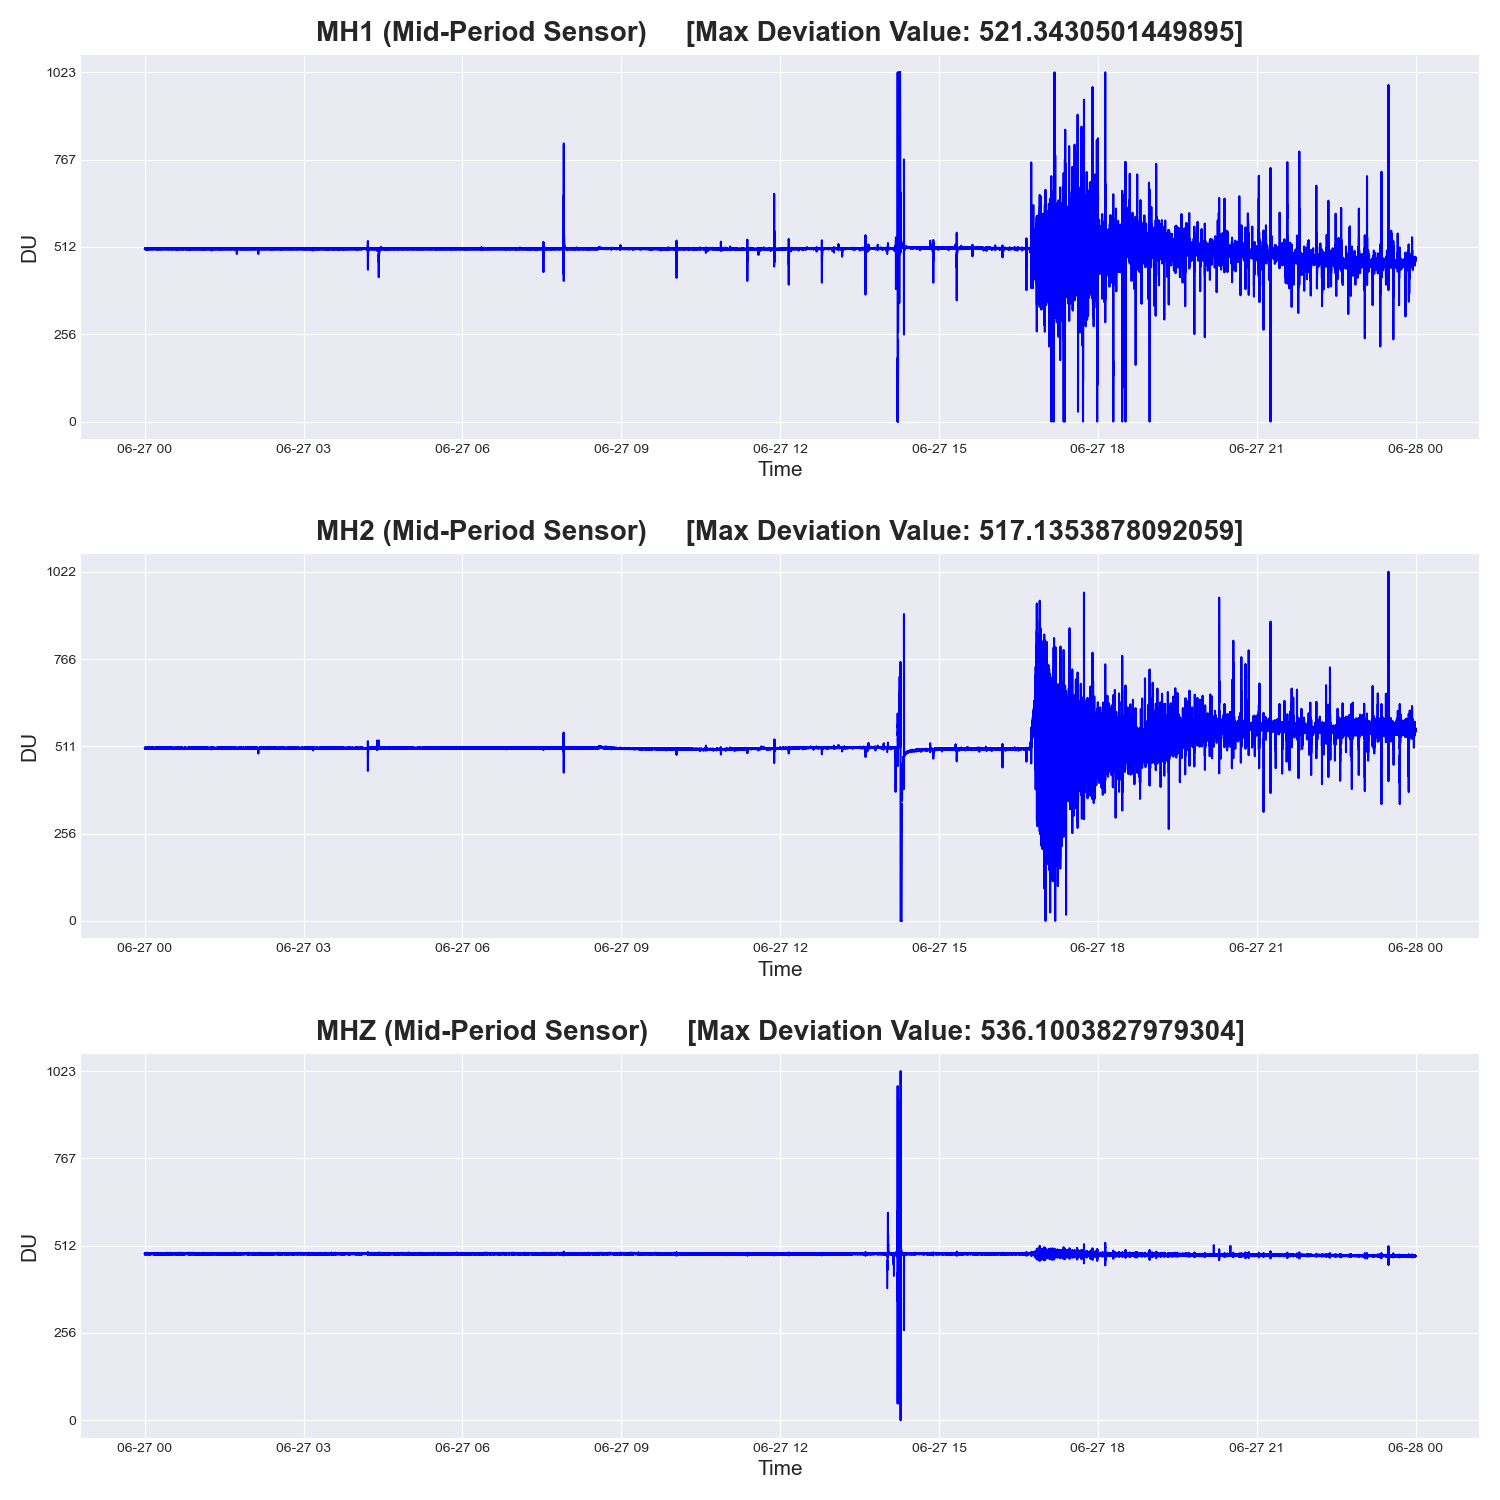 MH1 (Mid-Period Sensor) [Max Deviation Value: 521.3430501449895]
1023
767
512
256
0
DU
06-27 00 06-27 03 06-27 06 06-27 09 06-27 12 06-27 15 06-27 18 06-27 21 06-28 00
Time
MH2 (Mid-Period Sensor) [Max Deviation Value: 517.1353878092059]
1022
766
511
256
0
DU
06-27 00 06-27 03 06-27 06 06-27 09 06-27 12 06-27 15 06-27 18 06-27 21 06-28 00
Time
MHZ (Mid-Period Sensor) [Max Deviation Value: 536.1003827979304]
1023
767
512
256
0
DU
06-27 00 06-27 03 06-27 06 06-27 09 06-27 12 06-27 15 06-27 18 06-27 21 06-28 00
Time